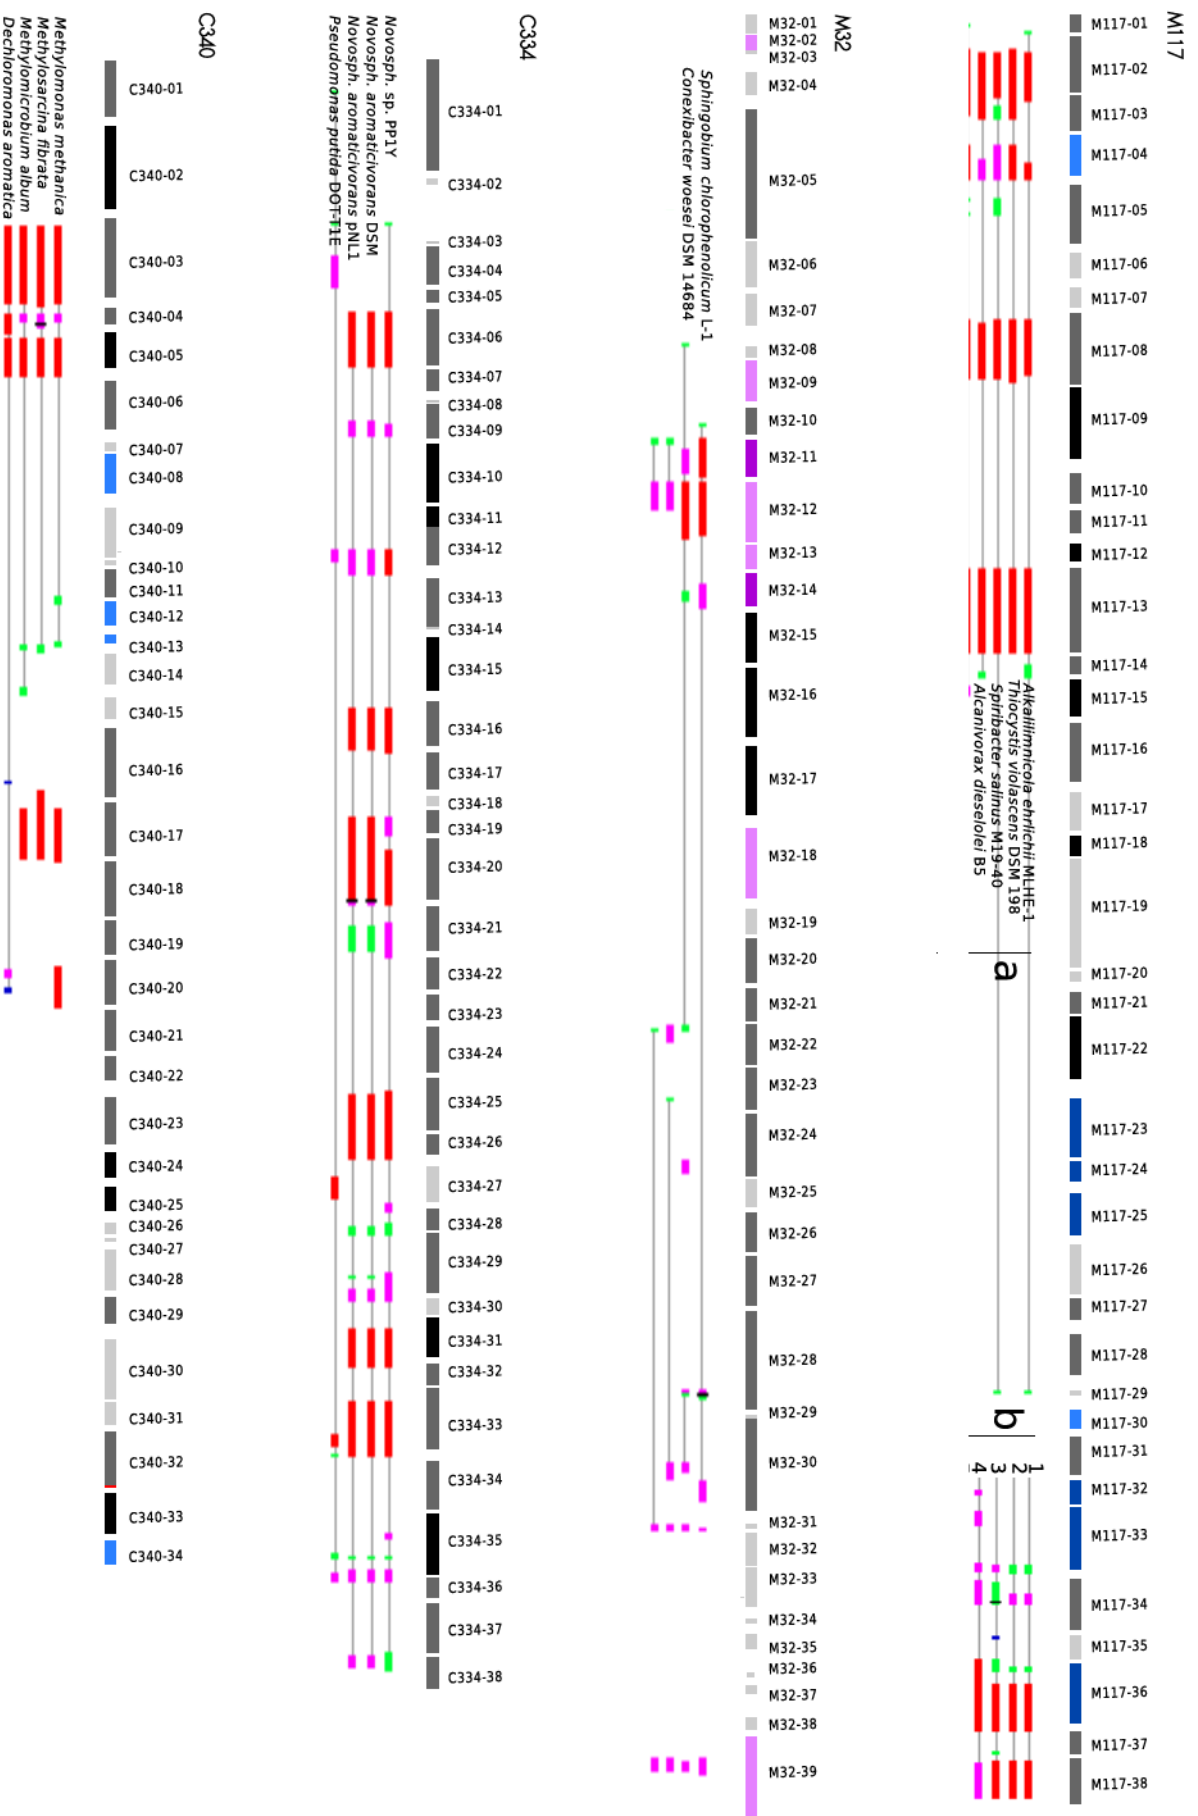 M117
M117-01
M117-02
M117-03
M117-04
M117-05
M117-06
M117-07
M117-08
M117-09
M117-10
M117-11
M117-12
M117-13
M117-14
M117-15
M117-16
M117-17
M117-18
M117-19
M117-20
M117-21
M117-22
M117-23
M117-24
M117-25
M117-26
M117-27
M117-28
M117-29
M117-30
M117-31
M117-32
M117-33
M117-34
M117-35
M117-36
M117-37
M117-38
Alkalilimnicola ehrlichii MLHE-1
Thiocystis violascens DSM 198
Spiribacter salinus M19-40
Alcanivorax dieselolei B5
a
b
1
2
3
4
M32
M32-01
M32-02
M32-03
M32-04
M32-05
M32-06
M32-07
M32-08
M32-09
M32-10
M32-11
M32-12
M32-13
M32-14
M32-15
M32-16
M32-17
M32-18
M32-19
M32-20
M32-21
M32-22
M32-23
M32-24
M32-25
M32-26
M32-27
M32-28
M32-29
M32-30
M32-31
M32-32
M32-33
M32-34
M32-35
M32-36
M32-37
M32-38
M32-39
Sphingobium chlorophenolicum L-1
Conexibacter woesei DSM 14684
C334
C334-01
C334-02
C334-03
C334-04
C334-05
C334-06
C334-07
C334-08
C334-09
C334-10
C334-11
C334-12
C334-13
C334-14
C334-15
C334-16
C334-17
C334-18
C334-19
C334-20
C334-21
C334-22
C334-23
C334-24
C334-25
C334-26
C334-27
C334-28
C334-29
C334-30
C334-31
C334-32
C334-33
C334-34
C334-35
C334-36
C334-37
C334-38
Novosph. sp. PP1Y
Novosph. aromaticivorans DSM
Novosph. aromaticivorans pNL1
Pseudomonas putida DOT-T1E
C340
C340-01
C340-02
C340-03
C340-04
C340-05
C340-06
C340-07
C340-08
C340-09
C340-10
C340-11
C340-12
C340-13
C340-14
C340-15
C340-16
C340-17
C340-18
C340-19
C340-20
C340-21
C340-22
C340-23
C340-24
C340-25
C340-26
C340-27
C340-28
C340-29
C340-30
C340-31
C340-32
C340-33
C340-34
Methylomonas methanica
Methylosarcina fibrata
Methylomicrobium album
Dechloromonas aromatica